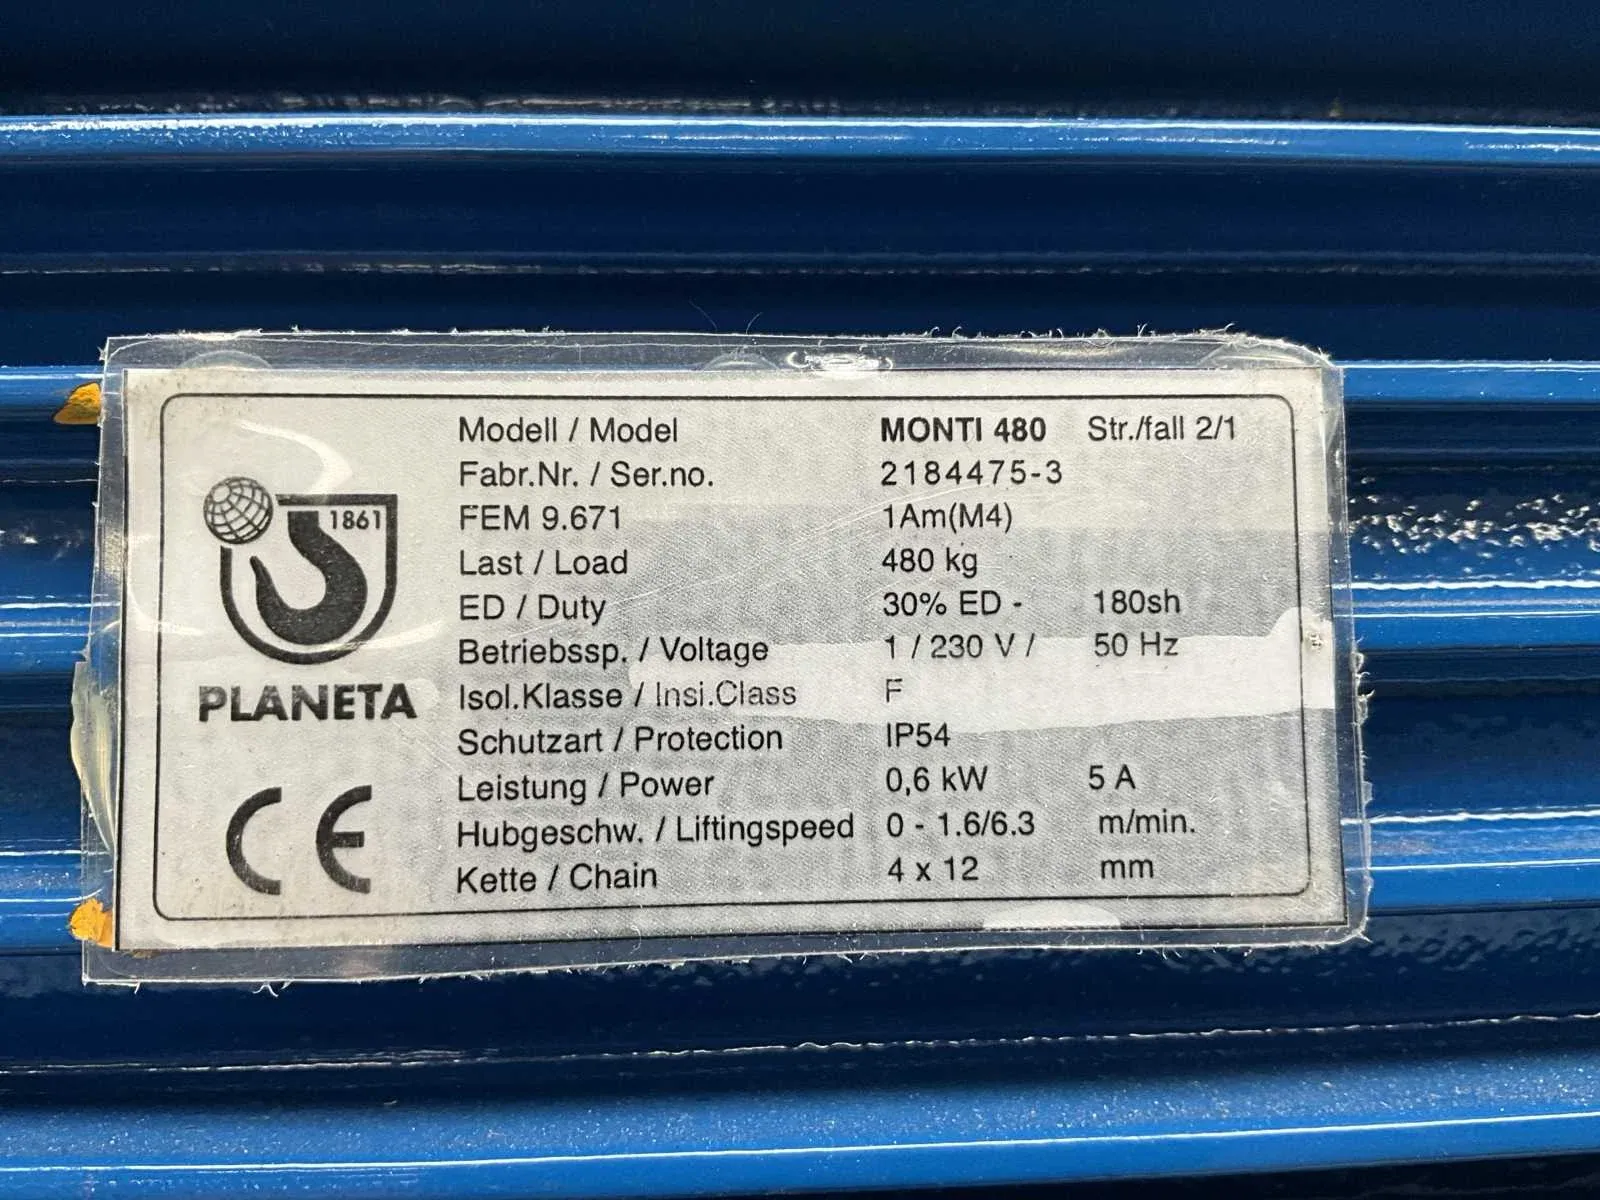 Modell / Model MONTI 480 Str./fall 2/1
Fabr.Nr. / Ser.no. 2184475-3
FEM 9.671 1Am(M4)
Last / Load 480 kg
ED / Duty 30% ED - 180sh
Betriebssp. / Voltage 1 / 230 V / 50 Hz
Isol.Klasse / Insi.Class F
Schutzart / Protection IP54
Leistung / Power 0,6 kW 5 A
Hubgeschw. / Liftingspeed 0 - 1.6/6.3 m/min.
Kette / Chain 4 x 12 mm
1861
PLANETA
CE